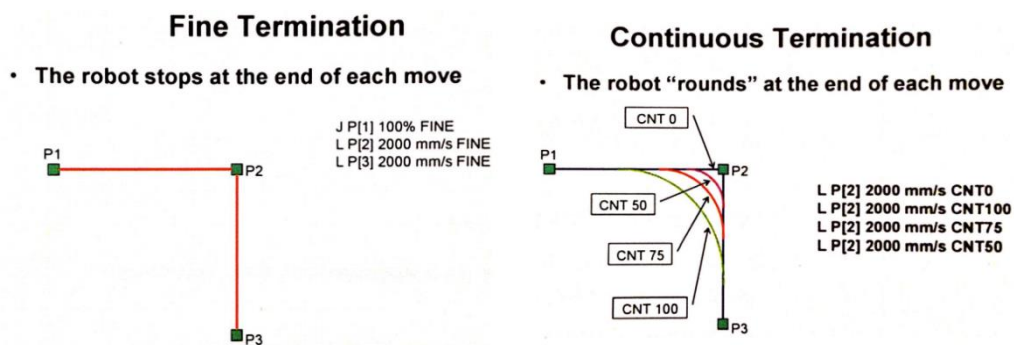 Fine Termination
• The robot stops at the end of each move
J P[1] 100% FINE
L P[2] 2000 mm/s FINE
L P[3] 2000 mm/s FINE
P1
P2
P3
Continuous Termination
• The robot “rounds” at the end of each move
CNT 0
P1
P2
CNT 50
L P[2] 2000 mm/s CNT0
L P[2] 2000 mm/s CNT100
L P[2] 2000 mm/s CNT75
L P[2] 2000 mm/s CNT50
CNT 75
CNT 100
P3